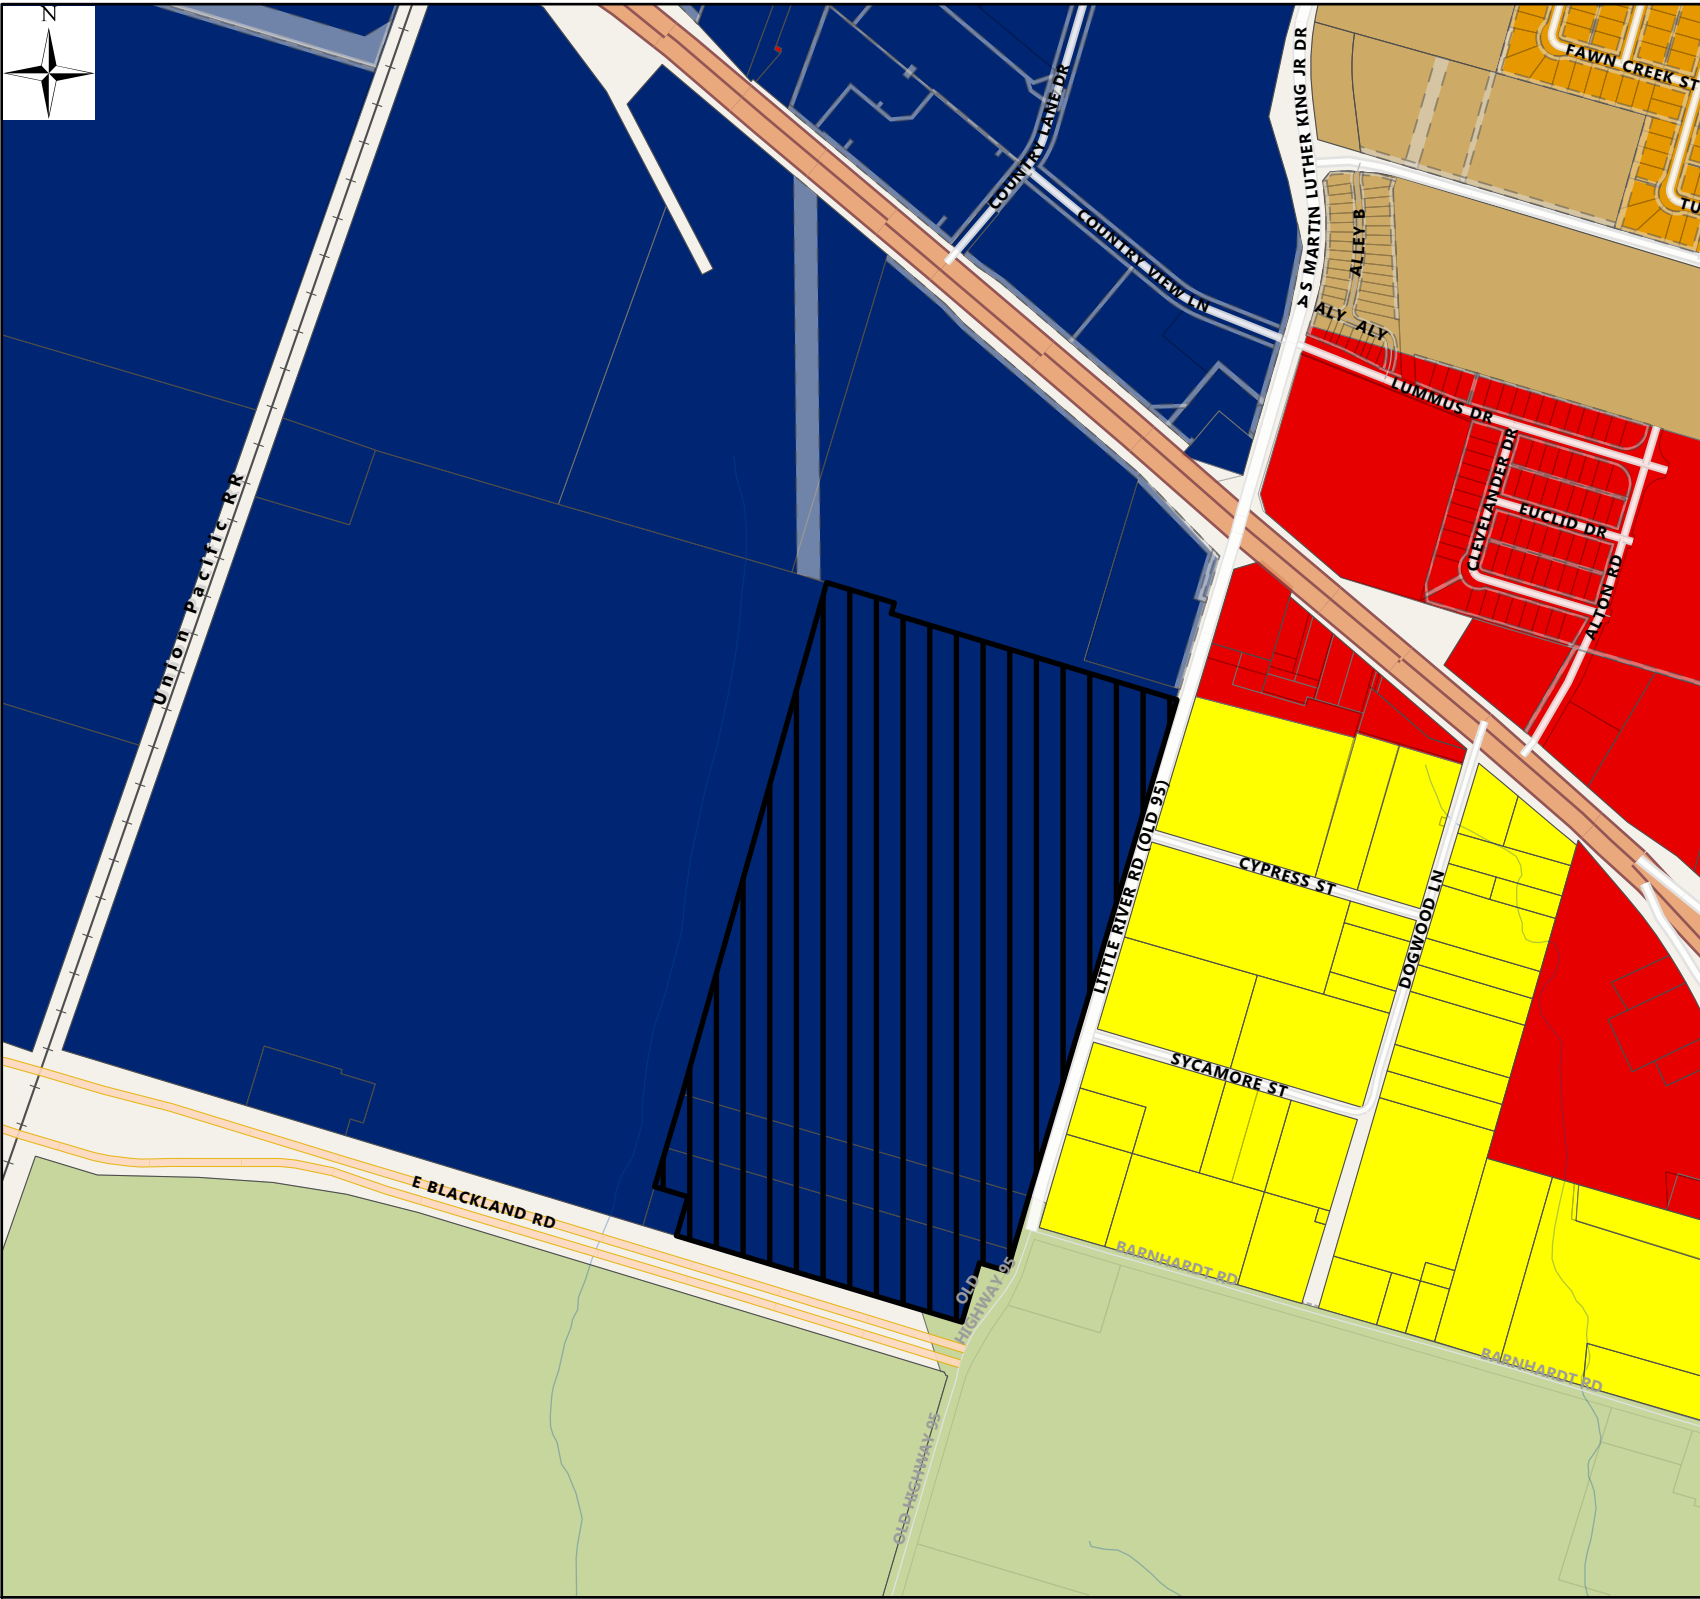 N
FAWN CREEK ST
COUNTRY LANE DR
S MARTIN LUTHER KING JR DR
TU
COUNTRY VIEW LN
ALLEY B
A
ALY
ALY
LUMMUS DR
CLEVELANDER DR
EUCLID DR
ALTON RD
Union Pacific RR
LITTLE RIVER RD (OLD 95)
CYPRESS ST
DOGWOOD LN
SYCAMORE ST
E BLACKLAND RD
BARNHARDT RD
OLD
HIGHWAY 95
BARNHARDT RD
OLD HIGHWAY 95